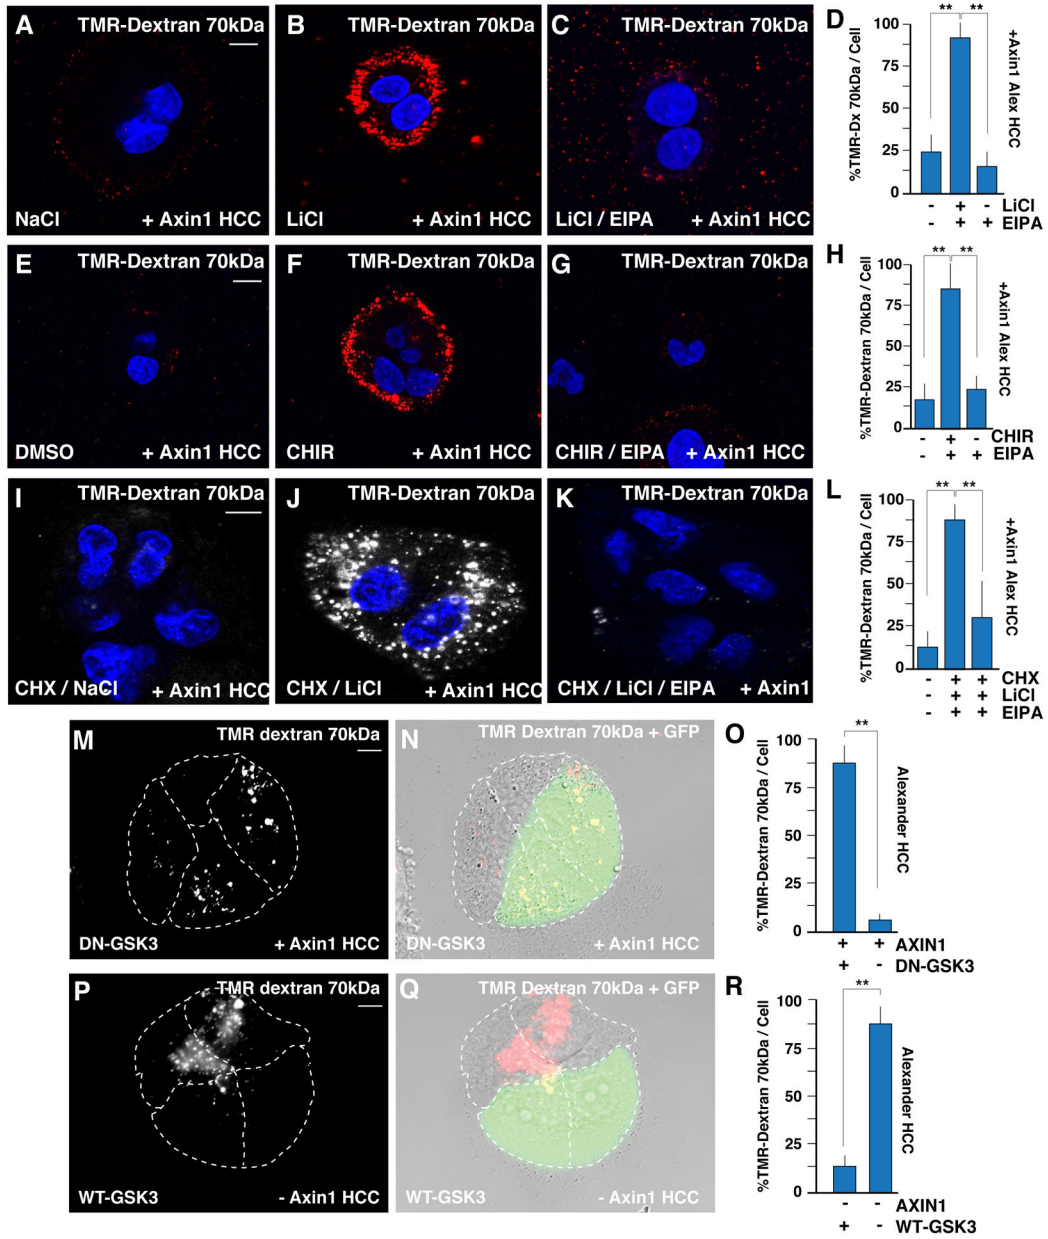 A TMR-Dextran 70kDa
NaCl + Axin1 HCC
B TMR-Dextran 70kDa
LiCl + Axin1 HCC
C TMR-Dextran 70kDa
LiCl / EIPA + Axin1 HCC
D
%TMR-Dx 70kDa / Cell
100
75
50
25
0
** **
+Axin1 Alex HCC
- + - LiCl
- + + EIPA
E TMR-Dextran 70kDa
DMSO + Axin1 HCC
F TMR-Dextran 70kDa
CHIR + Axin1 HCC
G TMR-Dextran 70kDa
CHIR / EIPA + Axin1 HCC
H
%TMR-Dextran 70kDa / Cell
100
75
50
25
0
** **
+Axin1 Alex HCC
- + - CHIR
- + + EIPA
I TMR-Dextran 70kDa
CHX / NaCl + Axin1 HCC
J TMR-Dextran 70kDa
CHX / LiCl + Axin1 HCC
K TMR-Dextran 70kDa
CHX / LiCl / EIPA + Axin1
L
%TMR-Dextran 70kDa / Cell
100
75
50
25
0
** **
+Axin1 Alex HCC
- + + CHX
- + + LiCl
- + + EIPA
M TMR dextran 70kDa
DN-GSK3 + Axin1 HCC
N TMR Dextran 70kDa + GFP
DN-GSK3 + Axin1 HCC
O
%TMR-Dextran 70kDa / Cell
100
75
50
25
0
**
Alexander HCC
+ + AXIN1
+ - DN-GSK3
P TMR dextran 70kDa
WT-GSK3 - Axin1 HCC
Q TMR Dextran 70kDa + GFP
WT-GSK3 - Axin1 HCC
R
%TMR-Dextran 70kDa / Cell
100
75
50
25
0
**
Alexander HCC
- - AXIN1
+ - WT-GSK3